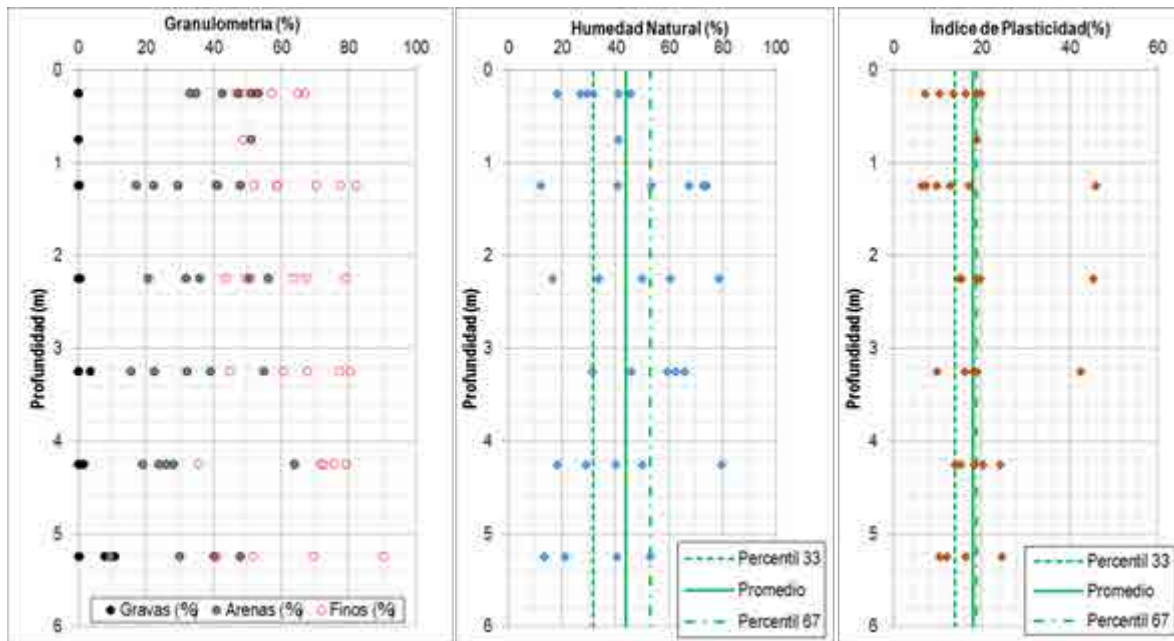 Granulometria (%)
0 20 40 60 80 100
Profundidad (m)
0
1
2
3
4
5
6
Gravas (%) Arenas (%) Finos (%)
Humedad Natural (%)
0 20 40 60 80 100
Profundidad (m)
0
1
2
3
4
5
6
Percentil 33
Promedio
Percentil 67
Índice de Plasticidad(%)
0 20 40 60
Profundidad (m)
0
1
2
3
4
5
6
Percentil 33
Promedio
Percentil 67